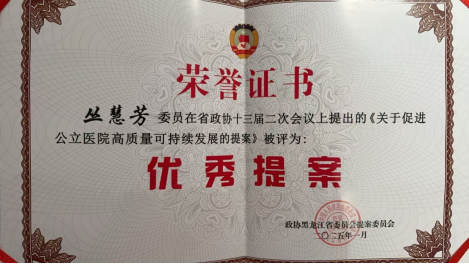 荣誉证书
丛慧芳 委员在省政协十三届二次会议上提出的《关于促进
公立医院高质量可持续发展的提案》被评为：
优秀提案
政协黑龙江省委员会提案委员会
二〇二五年一月